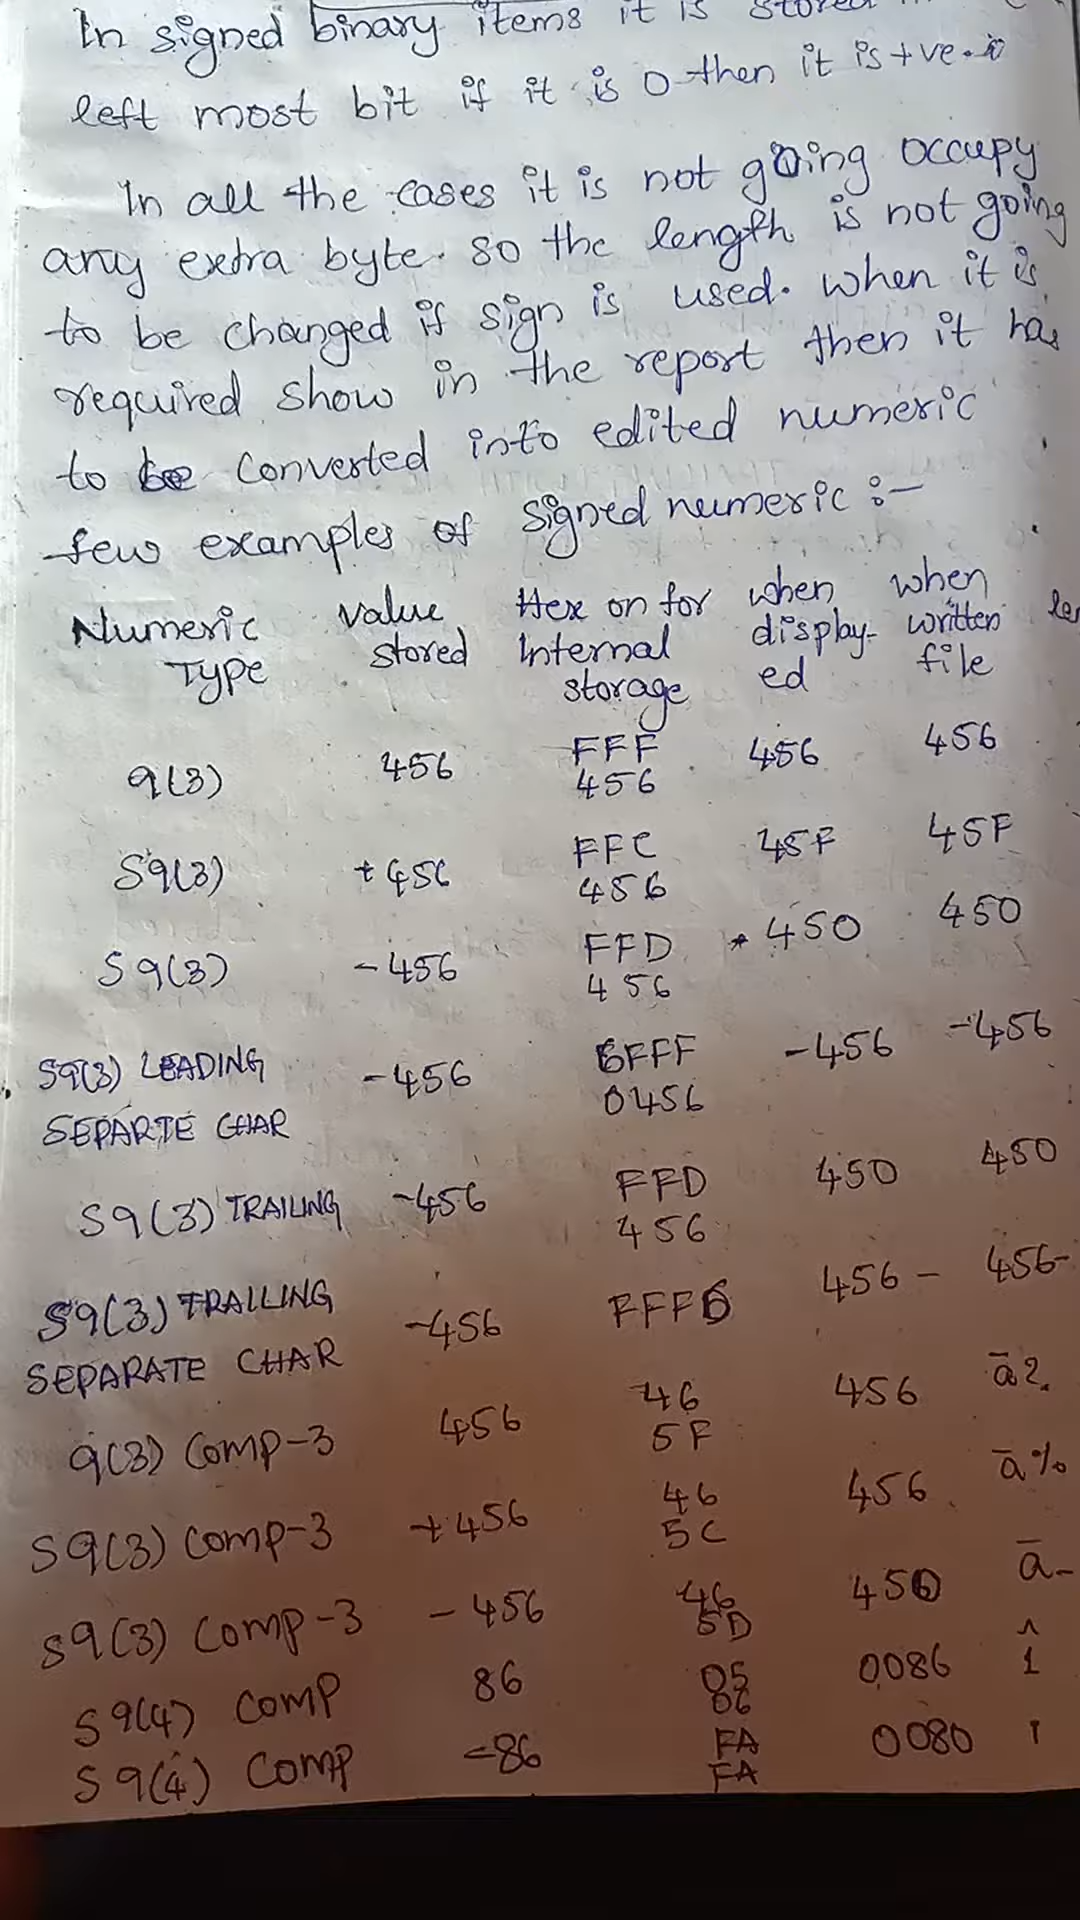 In signed binary items it is stored
left most bit if it is 0 then it is +ve.
In all the cases it is not going occupy
any extra byte. so the length is not going
to be changed if sign is used. when it is
required show in the report then it has
to be converted into edited numeric
few examples of signed numeric :-
Numeric Type value stored Hex on for Internal storage when display-ed when written file
9(3) 456 FFF 456 456 456
S9(3) +456 FFC 456 45F 45F
S9(3) -456 FFD 456 450 450
S9(3) LEADING SEPARTE CHAR -456 6FFF 0456 -456 -456
S9(3) TRAILING -456 FFD 456 450 450
S9(3) TRAILING SEPARATE CHAR -456 FFF6 456- 456-
9(3) Comp-3 456 46 5F 456 ā?
S9(3) Comp-3 +456 46 5C 456 ā%
S9(3) Comp-3 -456 46 5D 450 ā-
S9(4) COMP 86 05 06 0086 1
S9(4) COMP -86 FA FA 0080